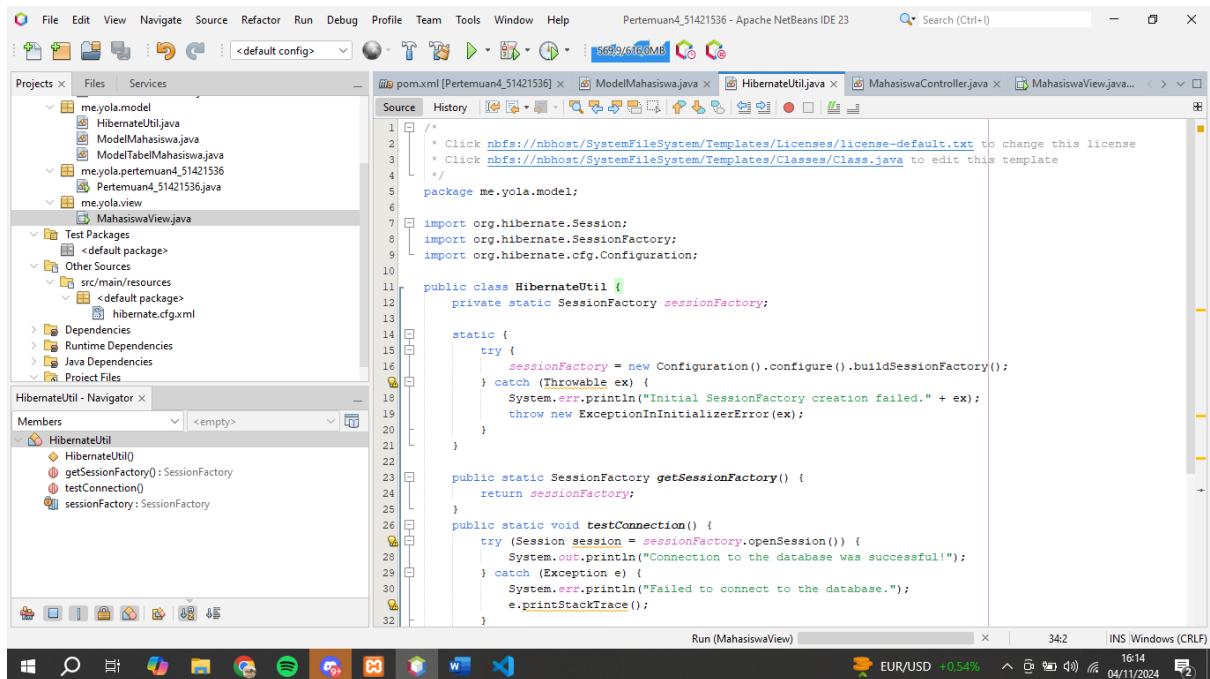 File Edit View Navigate Source Refactor Run Debug Profile Team Tools Window Help Pertemuan4_51421536 - Apache NetBeans IDE 23 Search (Ctrl+I)
<default config> 569,9/616,0MB
Projects Files Services
me.yola.model
HibernateUtil.java
ModelMahasiswa.java
ModelTabelMahasiswa.java
me.yola.pertemuan4_51421536
Pertemuan4_51421536.java
me.yola.view
MahasiswaView.java
Test Packages
<default package>
Other Sources
src/main/resources
<default package>
hibernate.cfg.xml
Dependencies
Runtime Dependencies
Java Dependencies
Project Files
HibernateUtil - Navigator
Members <empty>
HibernateUtil
HibernateUtil()
getSessionFactory() : SessionFactory
testConnection()
sessionFactory : SessionFactory
pom.xml [Pertemuan4_51421536] ModelMahasiswa.java HibernateUtil.java MahasiswaController.java MahasiswaView.java...
Source History
1 /*
2 * Click nbfs://nbhost/SystemFileSystem/Templates/Licenses/license-default.txt to change this license
3 * Click nbfs://nbhost/SystemFileSystem/Templates/Classes/Class.java to edit this template
4 */
5 package me.yola.model;
6
7 import org.hibernate.Session;
8 import org.hibernate.SessionFactory;
9 import org.hibernate.cfg.Configuration;
10
11 public class HibernateUtil {
12 private static SessionFactory sessionFactory;
13
14 static {
15 try {
16 sessionFactory = new Configuration().configure().buildSessionFactory();
} catch (Throwable ex) {
18 System.err.println("Initial SessionFactory creation failed." + ex);
19 throw new ExceptionInInitializerError(ex);
20 }
21 }
22
23 public static SessionFactory getSessionFactory() {
24 return sessionFactory;
25 }
26 public static void testConnection() {
try (Session session = sessionFactory.openSession()) {
28 System.out.println("Connection to the database was successful!");
29 } catch (Exception e) {
30 System.err.println("Failed to connect to the database.");
e.printStackTrace();
32 }
Run (MahasiswaView) 34:2 INS Windows (CRLF)
EUR/USD +0,54% 16:14
04/11/2024